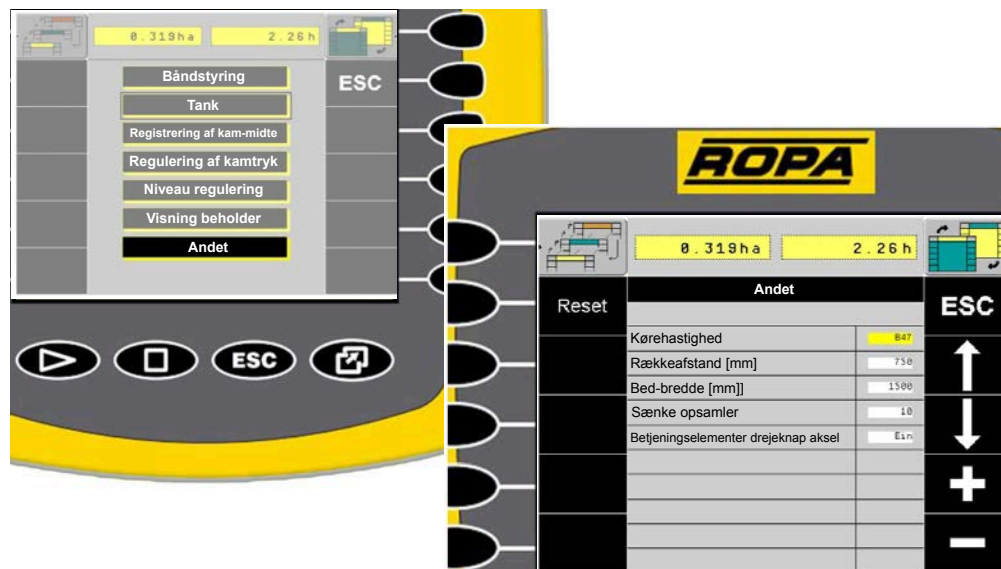 0.319ha 2.26h
Båndstyring
ESC
Tank
Registrering af kam-midte
Regulering af kamtryk
Niveau regulering
Visning beholder
Andet
ESC
ROPA
0.319ha 2.26h
Andet
Reset
ESC
Kørehastighed B47
Rækkeafstand [mm] 750
Bed-bredde [mm]] 1500
Sænke opsamler 10
Betjeningselementer drejeknap aksel Ein